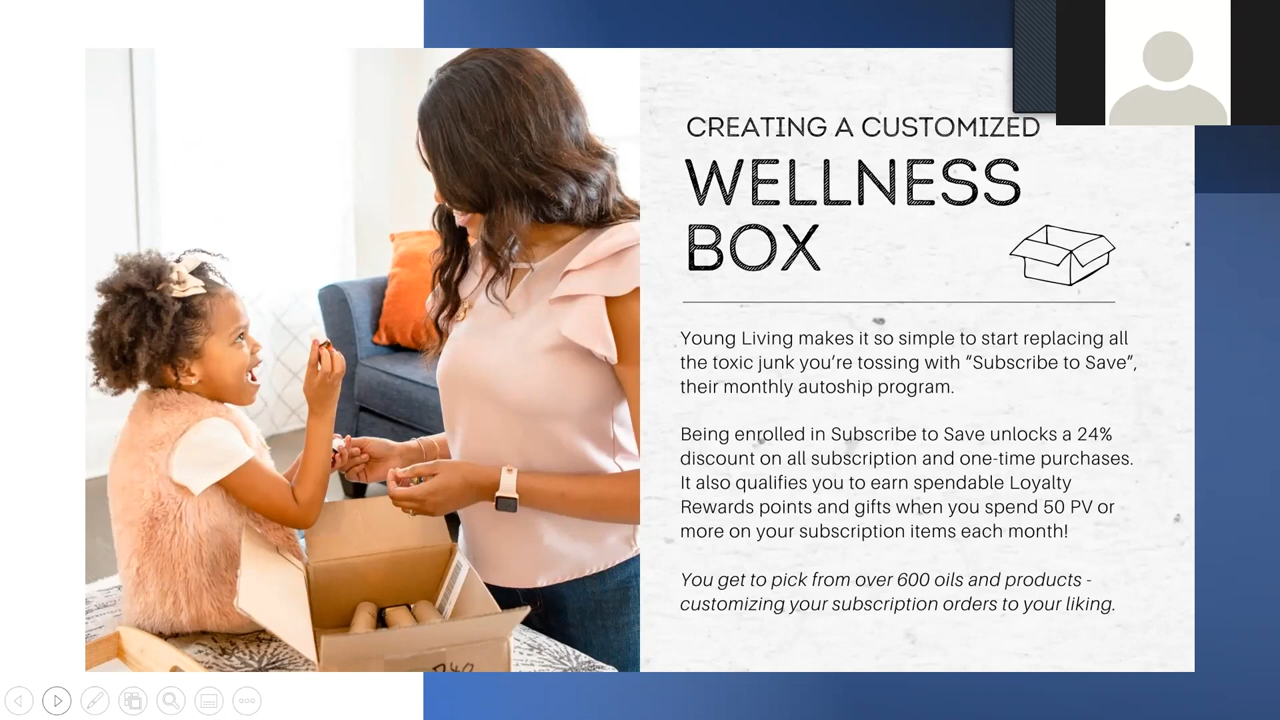 CREATING A CUSTOMIZED
WELLNESS
BOX
Young Living makes it so simple to start replacing all
the toxic junk you’re tossing with “Subscribe to Save”,
their monthly autoship program.
Being enrolled in Subscribe to Save unlocks a 24%
discount on all subscription and one-time purchases.
It also qualifies you to earn spendable Loyalty
Rewards points and gifts when you spend 50 PV or
more on your subscription items each month!
You get to pick from over 600 oils and products -
customizing your subscription orders to your liking.